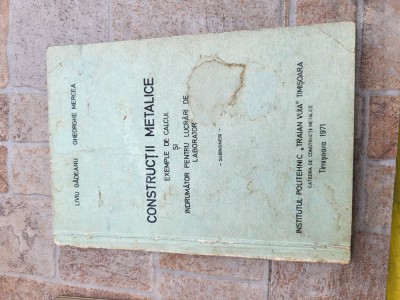 LIVIU GĂDEANU GHEORGHE MERCEA
CONSTRUCȚII METALICE
EXEMPLE DE CALCUL
ȘI
INDRUMĂTOR PENTRU LUCRĂRI DE
LABORATOR
- SUBINGINERI -
INSTITUTUL POLITEHNIC „TRAIAN VUIA” TIMIȘOARA
CATEDRA DE CONSTRUCȚII METALICE
Timișoara 1971